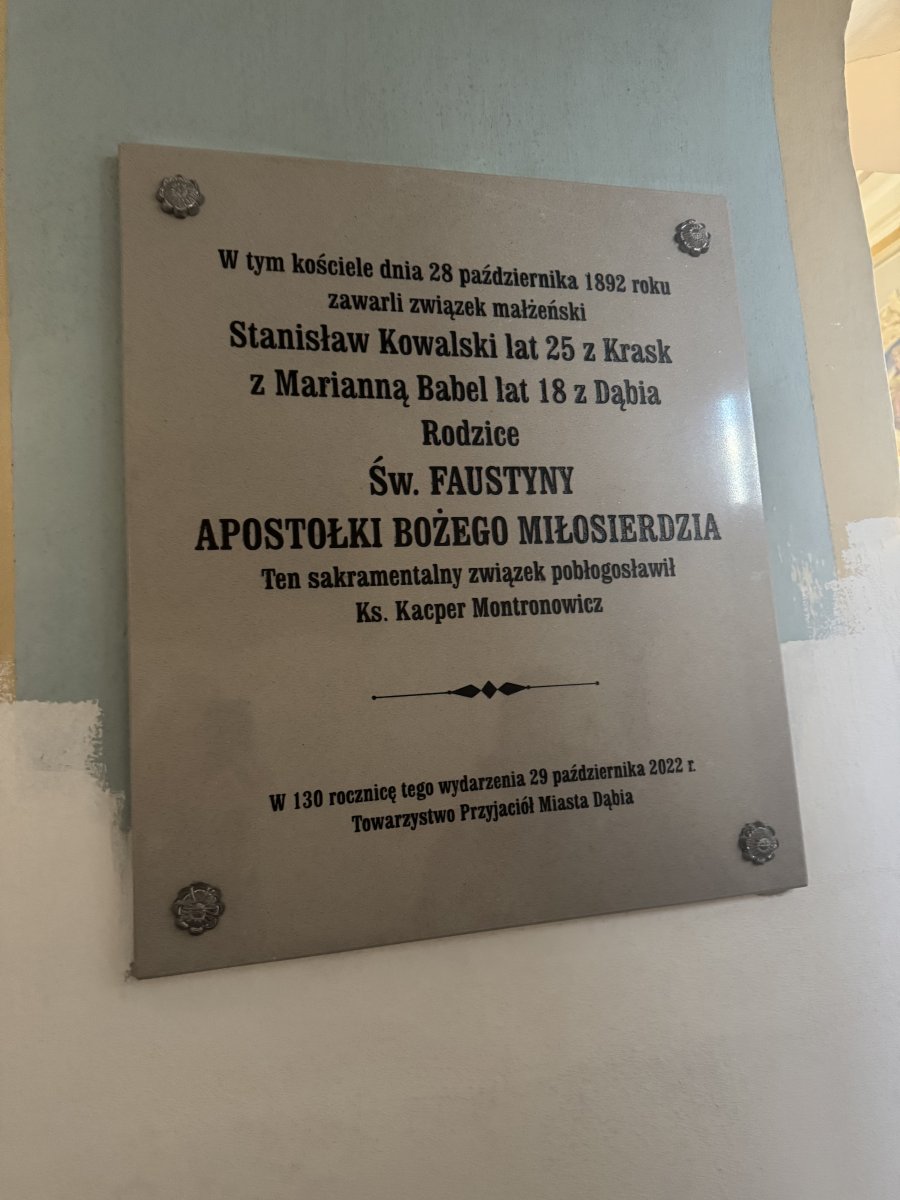 W tym kościele dnia 28 października 1892 roku
zawarli związek małżeński
Stanisław Kowalski lat 25 z Krask
z Marianną Babel lat 18 z Dąbia
Rodzice
Św. FAUSTYNY
APOSTOŁKI BOŻEGO MIŁOSIERDZIA
Ten sakramentalny związek pobłogosławił
Ks. Kacper Montronowicz
W 130 rocznicę tego wydarzenia 29 października 2022 r.
Towarzystwo Przyjaciół Miasta Dąbia